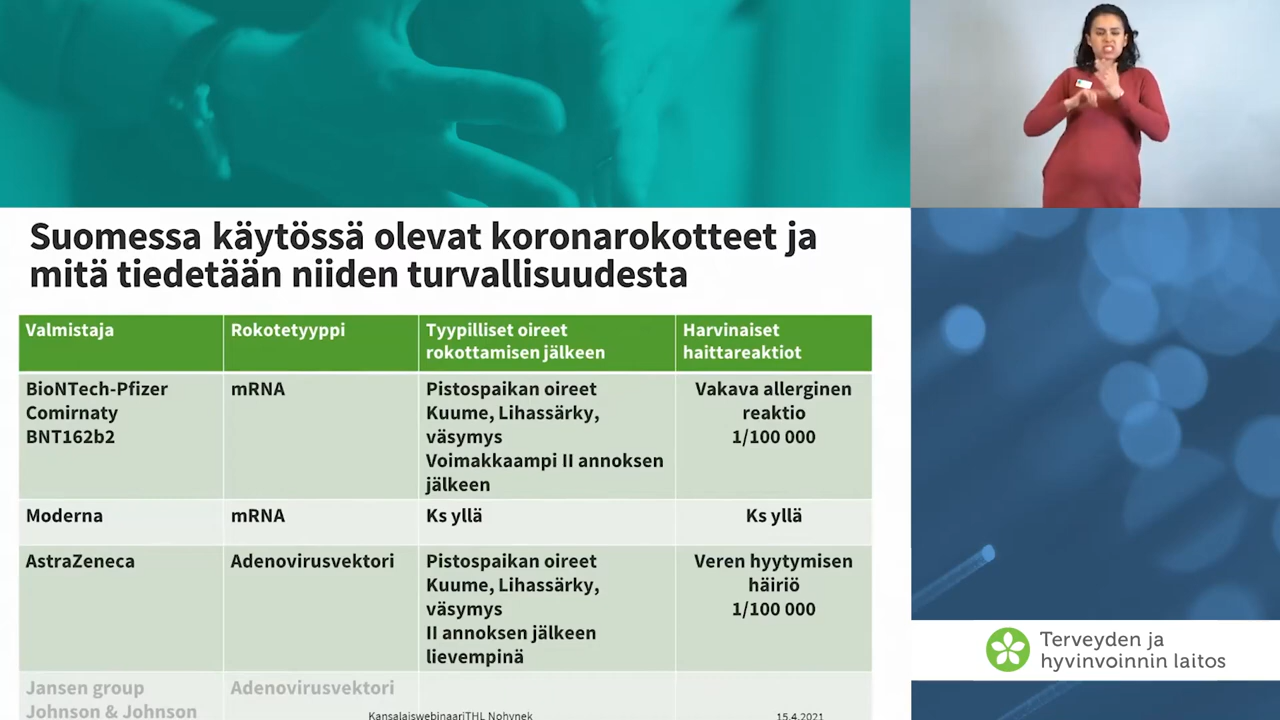 Suomessa käytössä olevat koronarokotteet ja
mitä tiedetään niiden turvallisuudesta
Valmistaja
Rokotetyyppi
Tyypilliset oireet
rokottamisen jälkeen
Harvinaiset
haittareaktiot
BioNTech-Pfizer
Comirnaty
BNT162b2
mRNA
Pistospaikan oireet
Kuume, Lihassärky,
väsymys
Voimakkaampi II annoksen
jälkeen
Vakava allerginen
reaktio
1/100 000
Moderna
mRNA
Ks yllä
Ks yllä
AstraZeneca
Adenovirusvektori
Pistospaikan oireet
Kuume, Lihassärky,
väsymys
II annoksen jälkeen
lievempinä
Veren hyytymisen
häiriö
1/100 000
Jansen group
Johnson & Johnson
Adenovirusvektori
KansalaiswebinaariTHL Nohynek
15.4.2021
Terveyden ja
hyvinvoinnin laitos